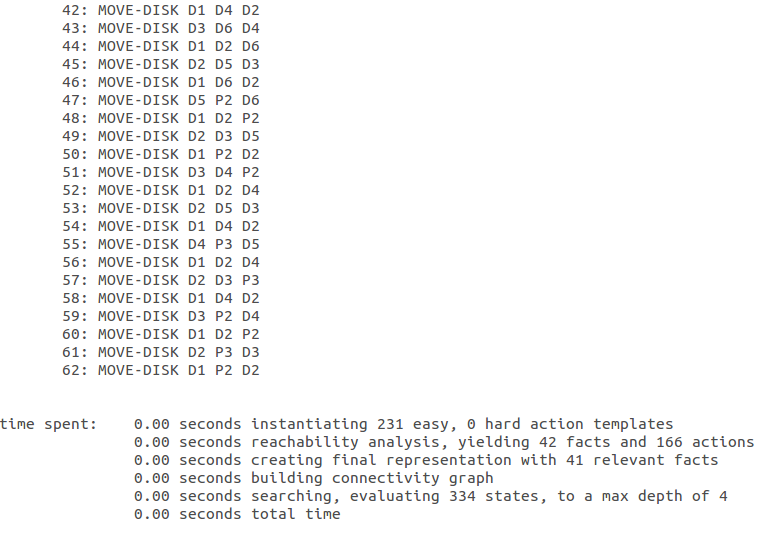 42: MOVE-DISK D1 D4 D2
43: MOVE-DISK D3 D6 D4
44: MOVE-DISK D1 D2 D6
45: MOVE-DISK D2 D5 D3
46: MOVE-DISK D1 D6 D2
47: MOVE-DISK D5 P2 D6
48: MOVE-DISK D1 D2 P2
49: MOVE-DISK D2 D3 D5
50: MOVE-DISK D1 P2 D2
51: MOVE-DISK D3 D4 P2
52: MOVE-DISK D1 D2 D4
53: MOVE-DISK D2 D5 D3
54: MOVE-DISK D1 D4 D2
55: MOVE-DISK D4 P3 D5
56: MOVE-DISK D1 D2 D4
57: MOVE-DISK D2 D3 P3
58: MOVE-DISK D1 D4 D2
59: MOVE-DISK D3 P2 D4
60: MOVE-DISK D1 D2 P2
61: MOVE-DISK D2 P3 D3
62: MOVE-DISK D1 P2 D2
time spent: 0.00 seconds instantiating 231 easy, 0 hard action templates
0.00 seconds reachability analysis, yielding 42 facts and 166 actions
0.00 seconds creating final representation with 41 relevant facts
0.00 seconds building connectivity graph
0.00 seconds searching, evaluating 334 states, to a max depth of 4
0.00 seconds total time